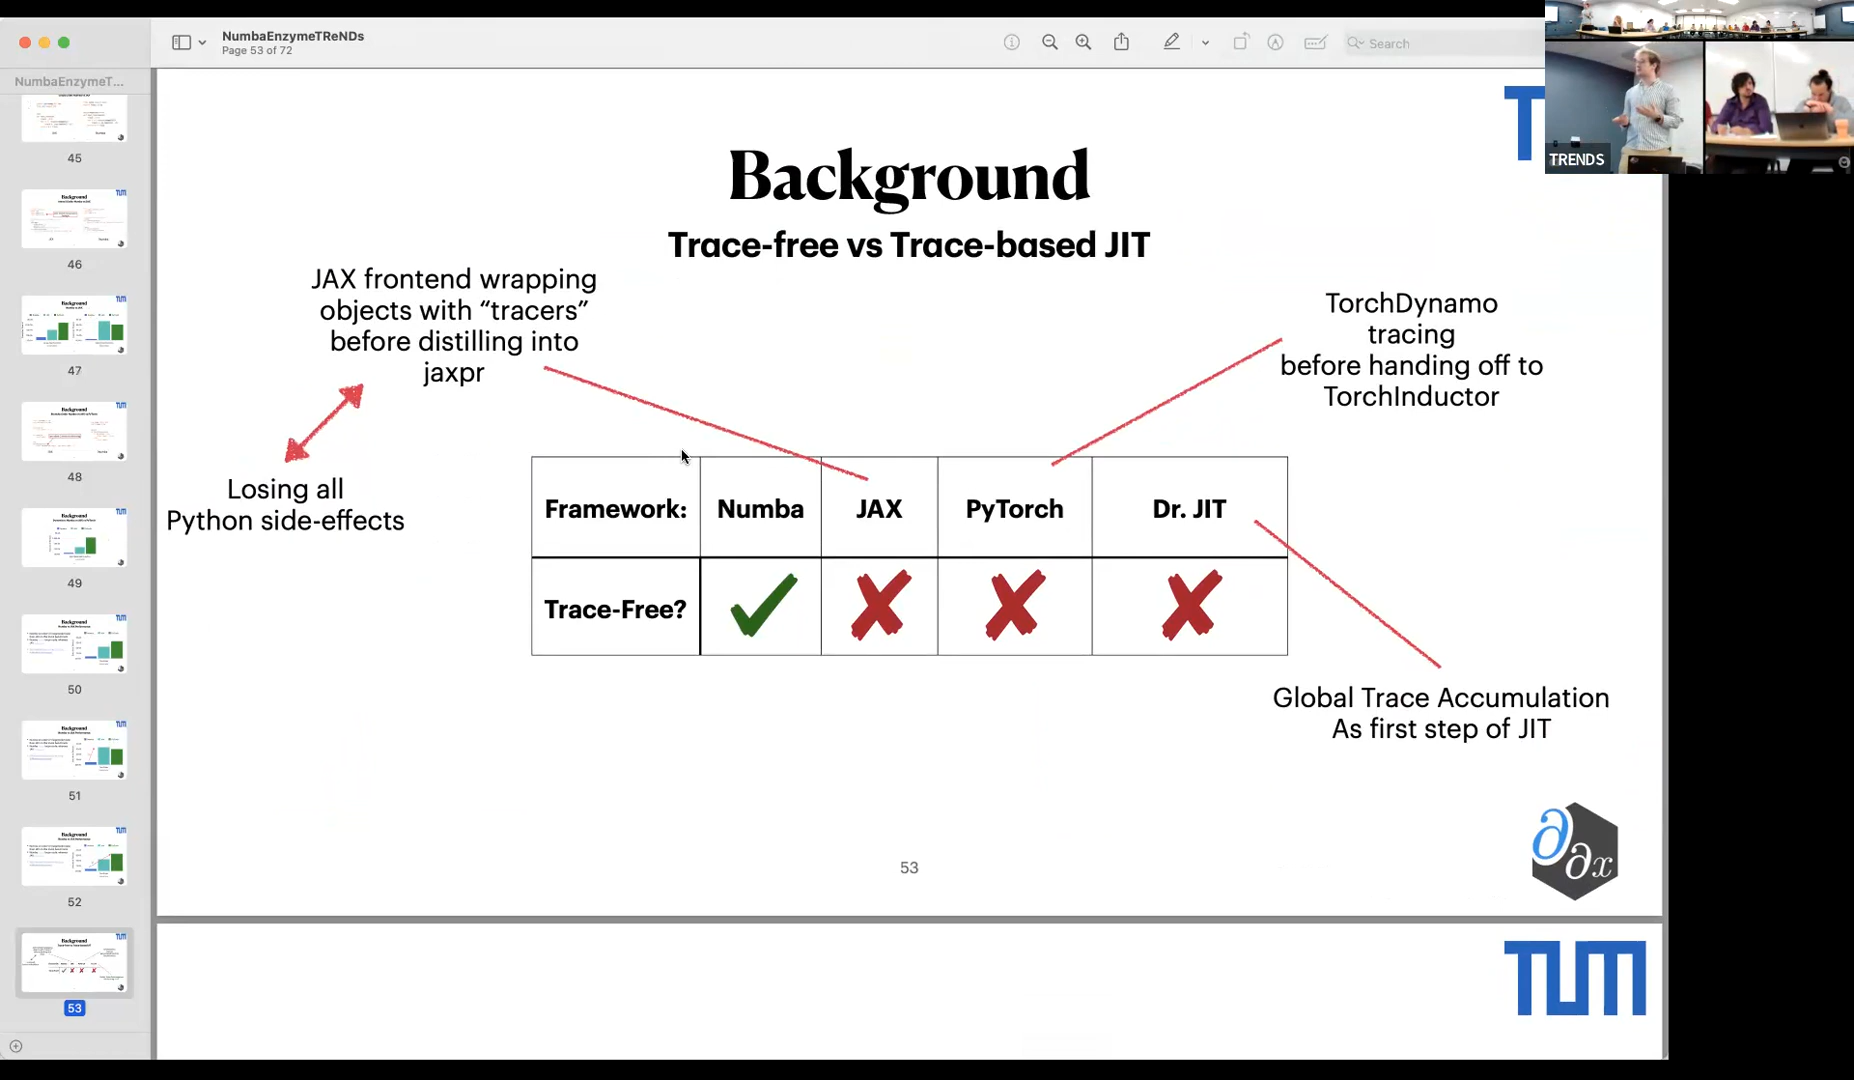 NumbaEnzymeTReNDs
Page 53 of 72
Search
NumbaEnzymeT...
45
46
47
48
49
50
51
52
53
Background
Trace-free vs Trace-based JIT
JAX frontend wrapping
objects with “tracers”
before distilling into
jaxpr
Losing all
Python side-effects
TorchDynamo
tracing
before handing off to
TorchInductor
Framework: Numba JAX PyTorch Dr. JIT
Trace-Free?
Global Trace Accumulation
As first step of JIT
53
∂
∂x
TUM
TRENDS